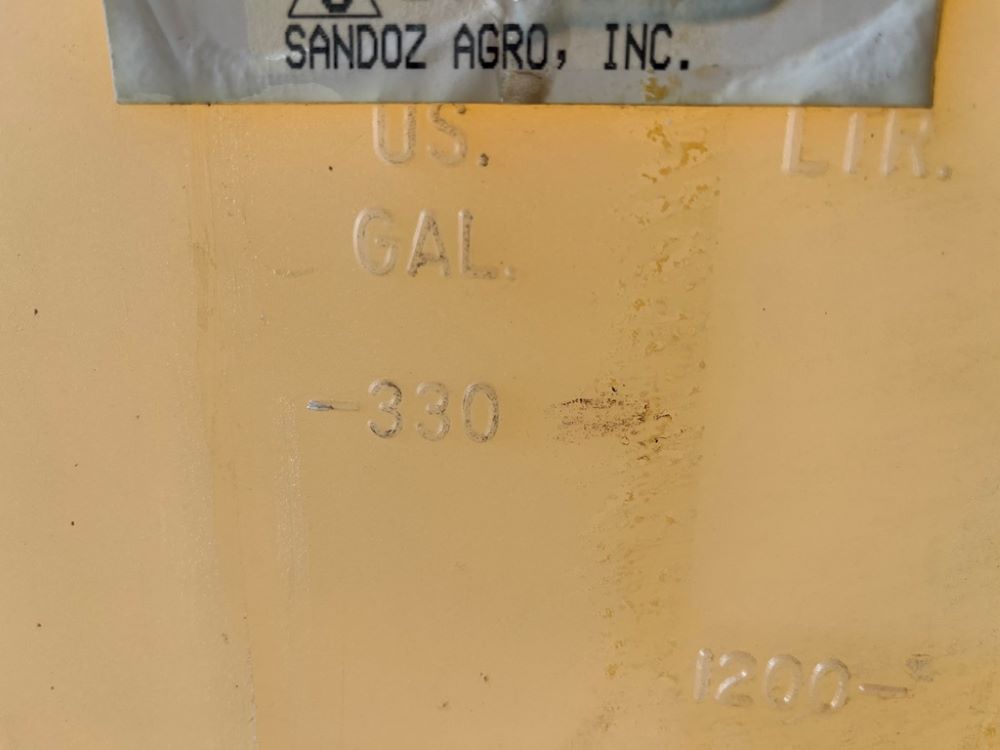 SANDOZ AGRO, INC.
US. LTR.
GAL.
-330
1200-